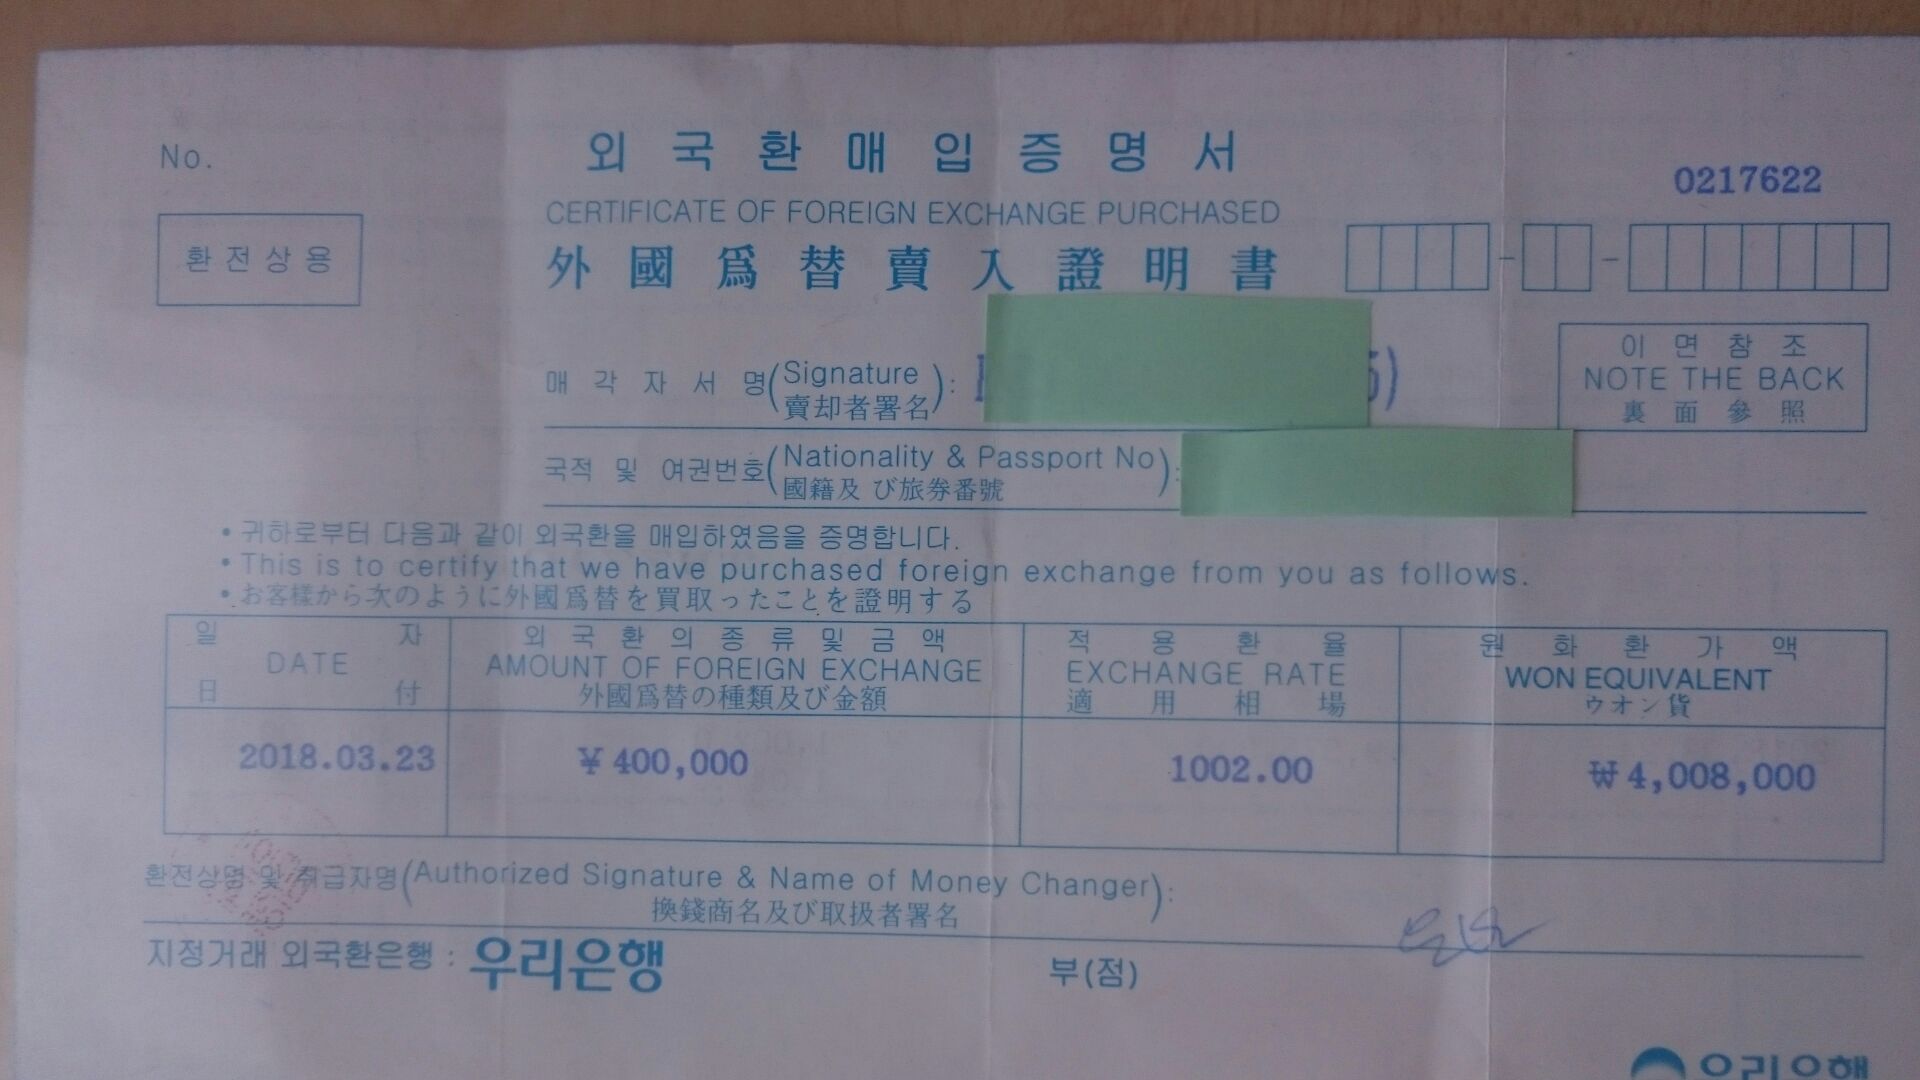 No.
외국환매입증명서
0217622
CERTIFICATE OF FOREIGN EXCHANGE PURCHASED
환전상용
外國爲替賣入證明書
매각자서명(Signature 賣却者署名):
5)
이면참조
NOTE THE BACK
裏面參照
국적 및 여권번호(Nationality & Passport No 國籍及び旅券番號):
• 귀하로부터 다음과 같이 외국환을 매입하였음을 증명합니다.
• This is to certify that we have purchased foreign exchange from you as follows.
• お客樣から次のように外國爲替を買取ったことを證明する
일자
DATE
日付
외국환의종류및금액
AMOUNT OF FOREIGN EXCHANGE
外國爲替の種類及び金額
적용환율
EXCHANGE RATE
適用相場
원화환가액
WON EQUIVALENT
ウオン貨
2018.03.23
¥400,000
1002.00
₩4,008,000
환전상명 및 취급자명(Authorized Signature & Name of Money Changer):
換錢商名及び取扱者署名
지정거래 외국환은행 : 우리은행
부(점)
우리은행